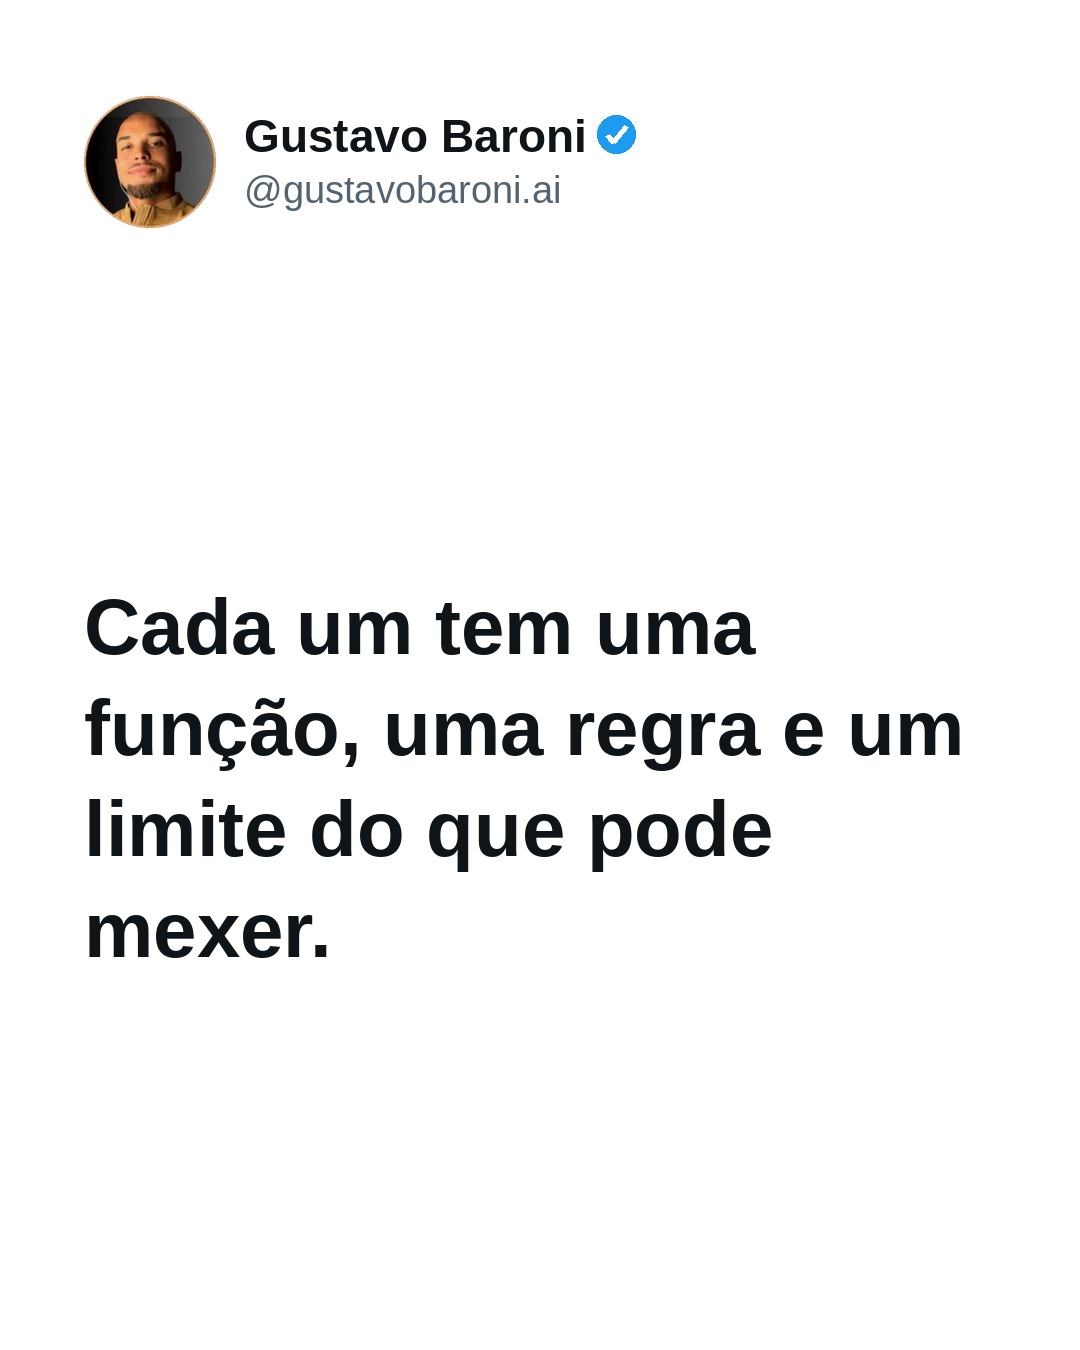 Gustavo Baroni
@gustavobaroni.ai
Cada um tem uma
função, uma regra e um
limite do que pode
mexer.